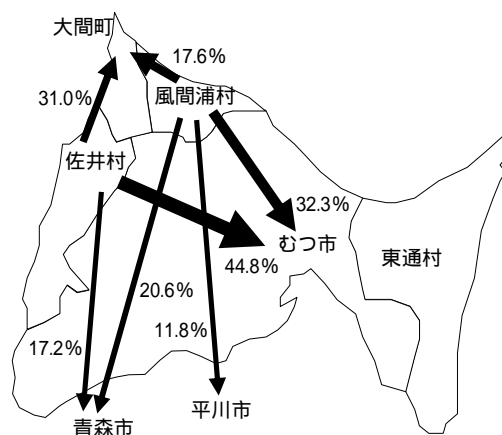 大間町
17.6%
風間浦村
31.0%
佐井村
32.3%
むつ市
44.8%
東通村
20.6%
11.8%
17.2%
平川市
青森市